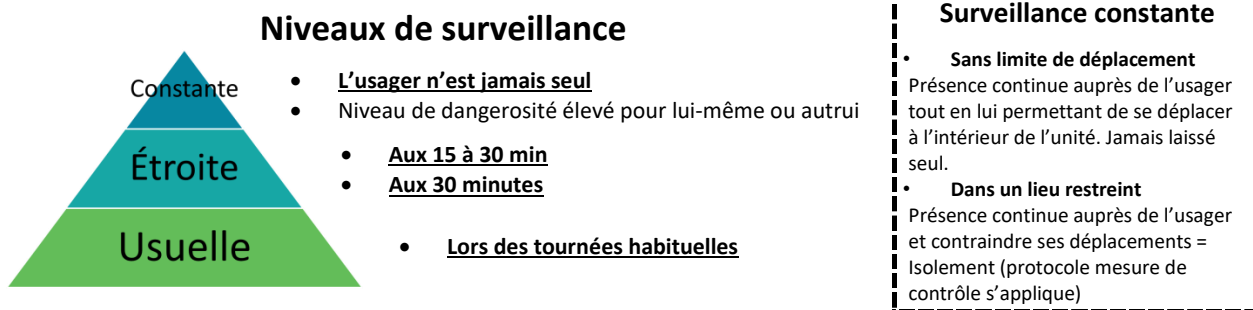 Niveaux de surveillance
Constante
Étroite
Usuelle
• L’usager n’est jamais seul
• Niveau de dangerosité élevé pour lui-même ou autrui
• Aux 15 à 30 min
• Aux 30 minutes
• Lors des tournées habituelles
Surveillance constante
• Sans limite de déplacement
Présence continue auprès de l’usager
tout en lui permettant de se déplacer
à l’intérieur de l’unité. Jamais laissé
seul.
• Dans un lieu restreint
Présence continue auprès de l’usager
et contraindre ses déplacements =
Isolement (protocole mesure de
contrôle s’applique)